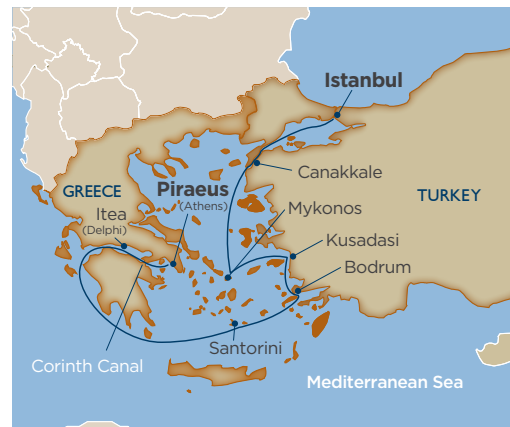 Istanbul
Canakkale
GREECE
Piraeus
(Athens)
TURKEY
Itea
(Delphi)
Mykonos
Kusadasi
Bodrum
Santorini
Corinth Canal
Mediterranean Sea